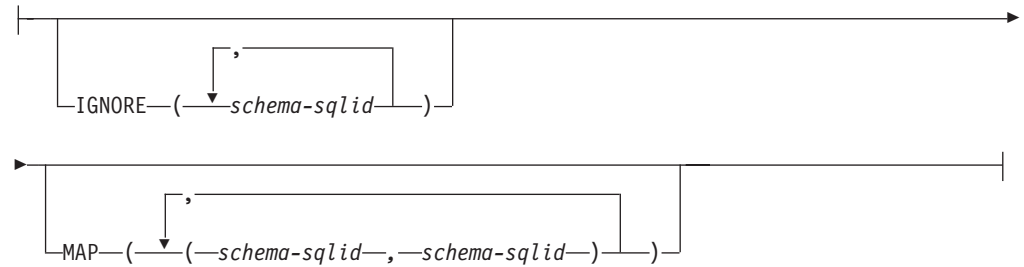 ,
IGNORE ( schema-sqlid )
,
MAP ( ( schema-sqlid , schema-sqlid ) )